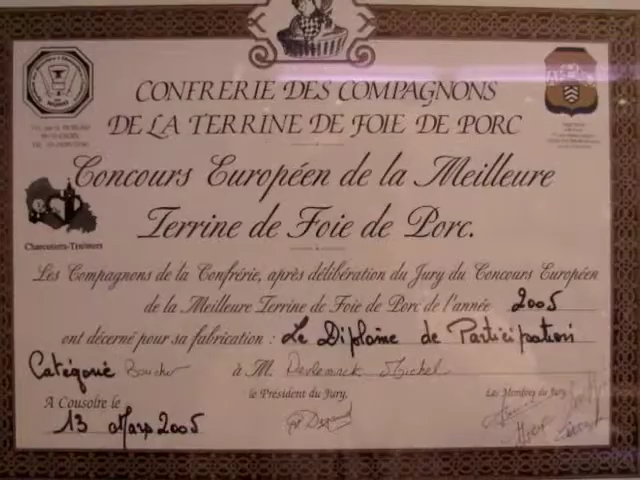 CONFRERIE DES COMPAGNONS
DE LA TERRINE DE FOIE DE PORC
Concours Européen de la Meilleure
Terrine de Foie de Porc.
Charcutiers-Traiteurs
Les Compagnons de la Confrérie, après délibération du Jury du Concours Européen
de la Meilleure Terrine de Foie de Porc de l'année 2005
ont décerné pour sa fabrication : Le Diplôme de Participation
Catégorie Boucher à M. Michel
le Président du Jury, Les Membres du Jury,
A Cousolre le
13 Mars 2005